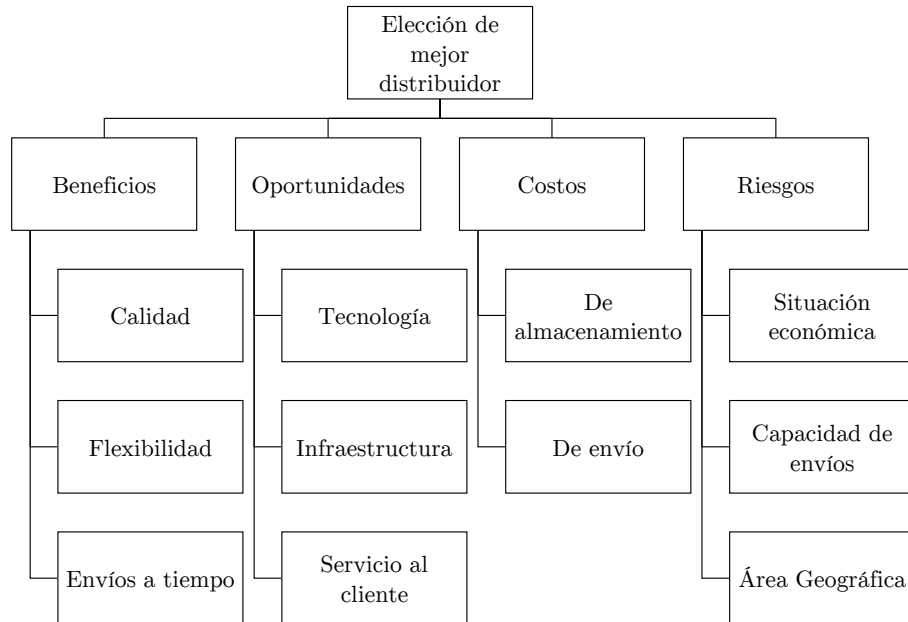 Elección de
mejor
distribuidor
Beneficios
Oportunidades
Costos
Riesgos
Calidad
Tecnología
De
almacenamiento
Situación
económica
Flexibilidad
Infraestructura
De envío
Capacidad de
envíos
Envíos a tiempo
Servicio al
cliente
Área Geográfica